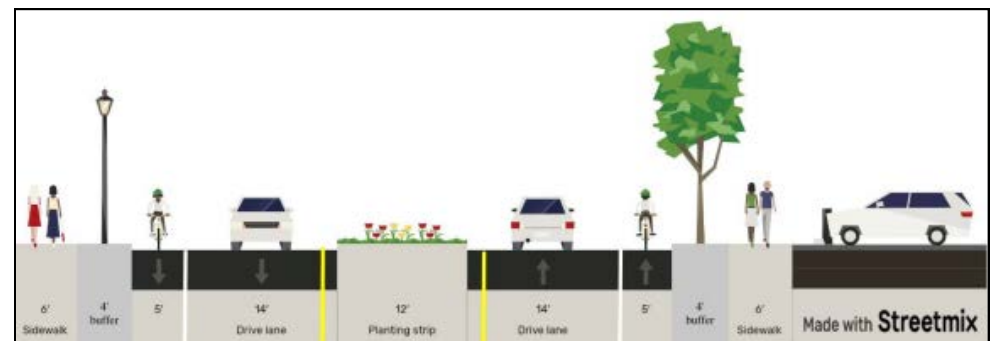 6'
Sidewalk
4'
buffer
5'
14'
Drive lane
12'
Planting strip
14'
Drive lane
5'
4'
buffer
6'
Sidewalk
Made with Streetmix